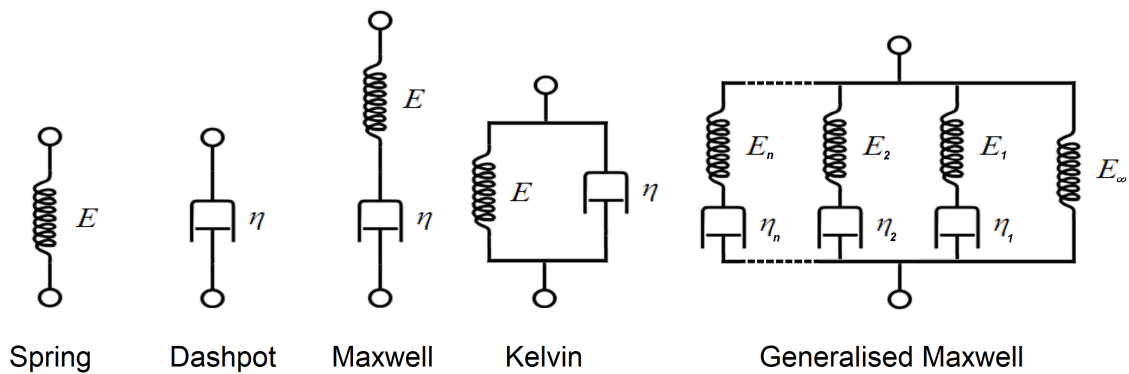 E
η
E
η
E
η
Eₙ
E₂
E₁
E∞
ηₙ
η₂
η₁
Spring
Dashpot
Maxwell
Kelvin
Generalised Maxwell